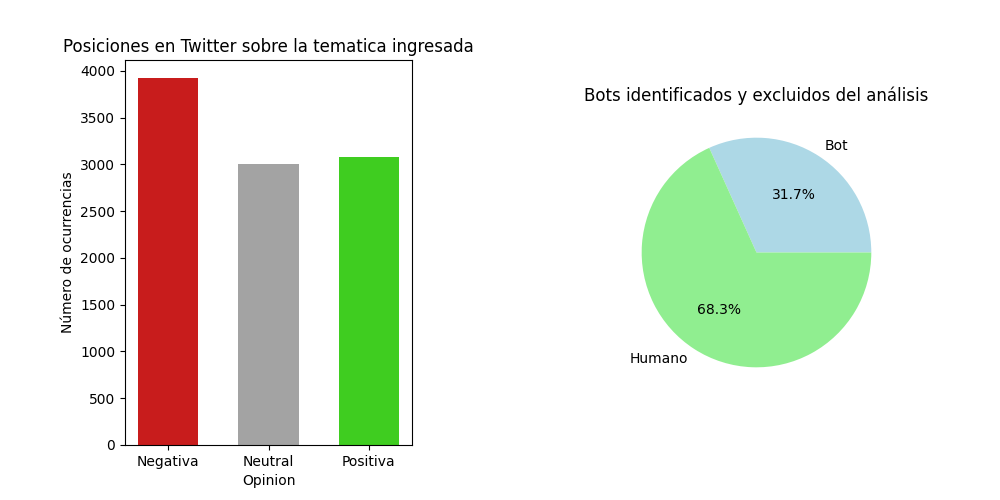 Posiciones en Twitter sobre la tematica ingresada
4000
3500
3000
2500
2000
1500
1000
500
0
Número de ocurrencias
Negativa
Neutral
Positiva
Opinion
Bots identificados y excluidos del análisis
Bot
31.7%
68.3%
Humano